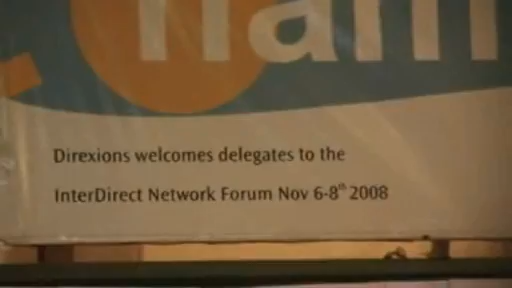 Direxions welcomes delegates to the
InterDirect Network Forum Nov 6-8th 2008